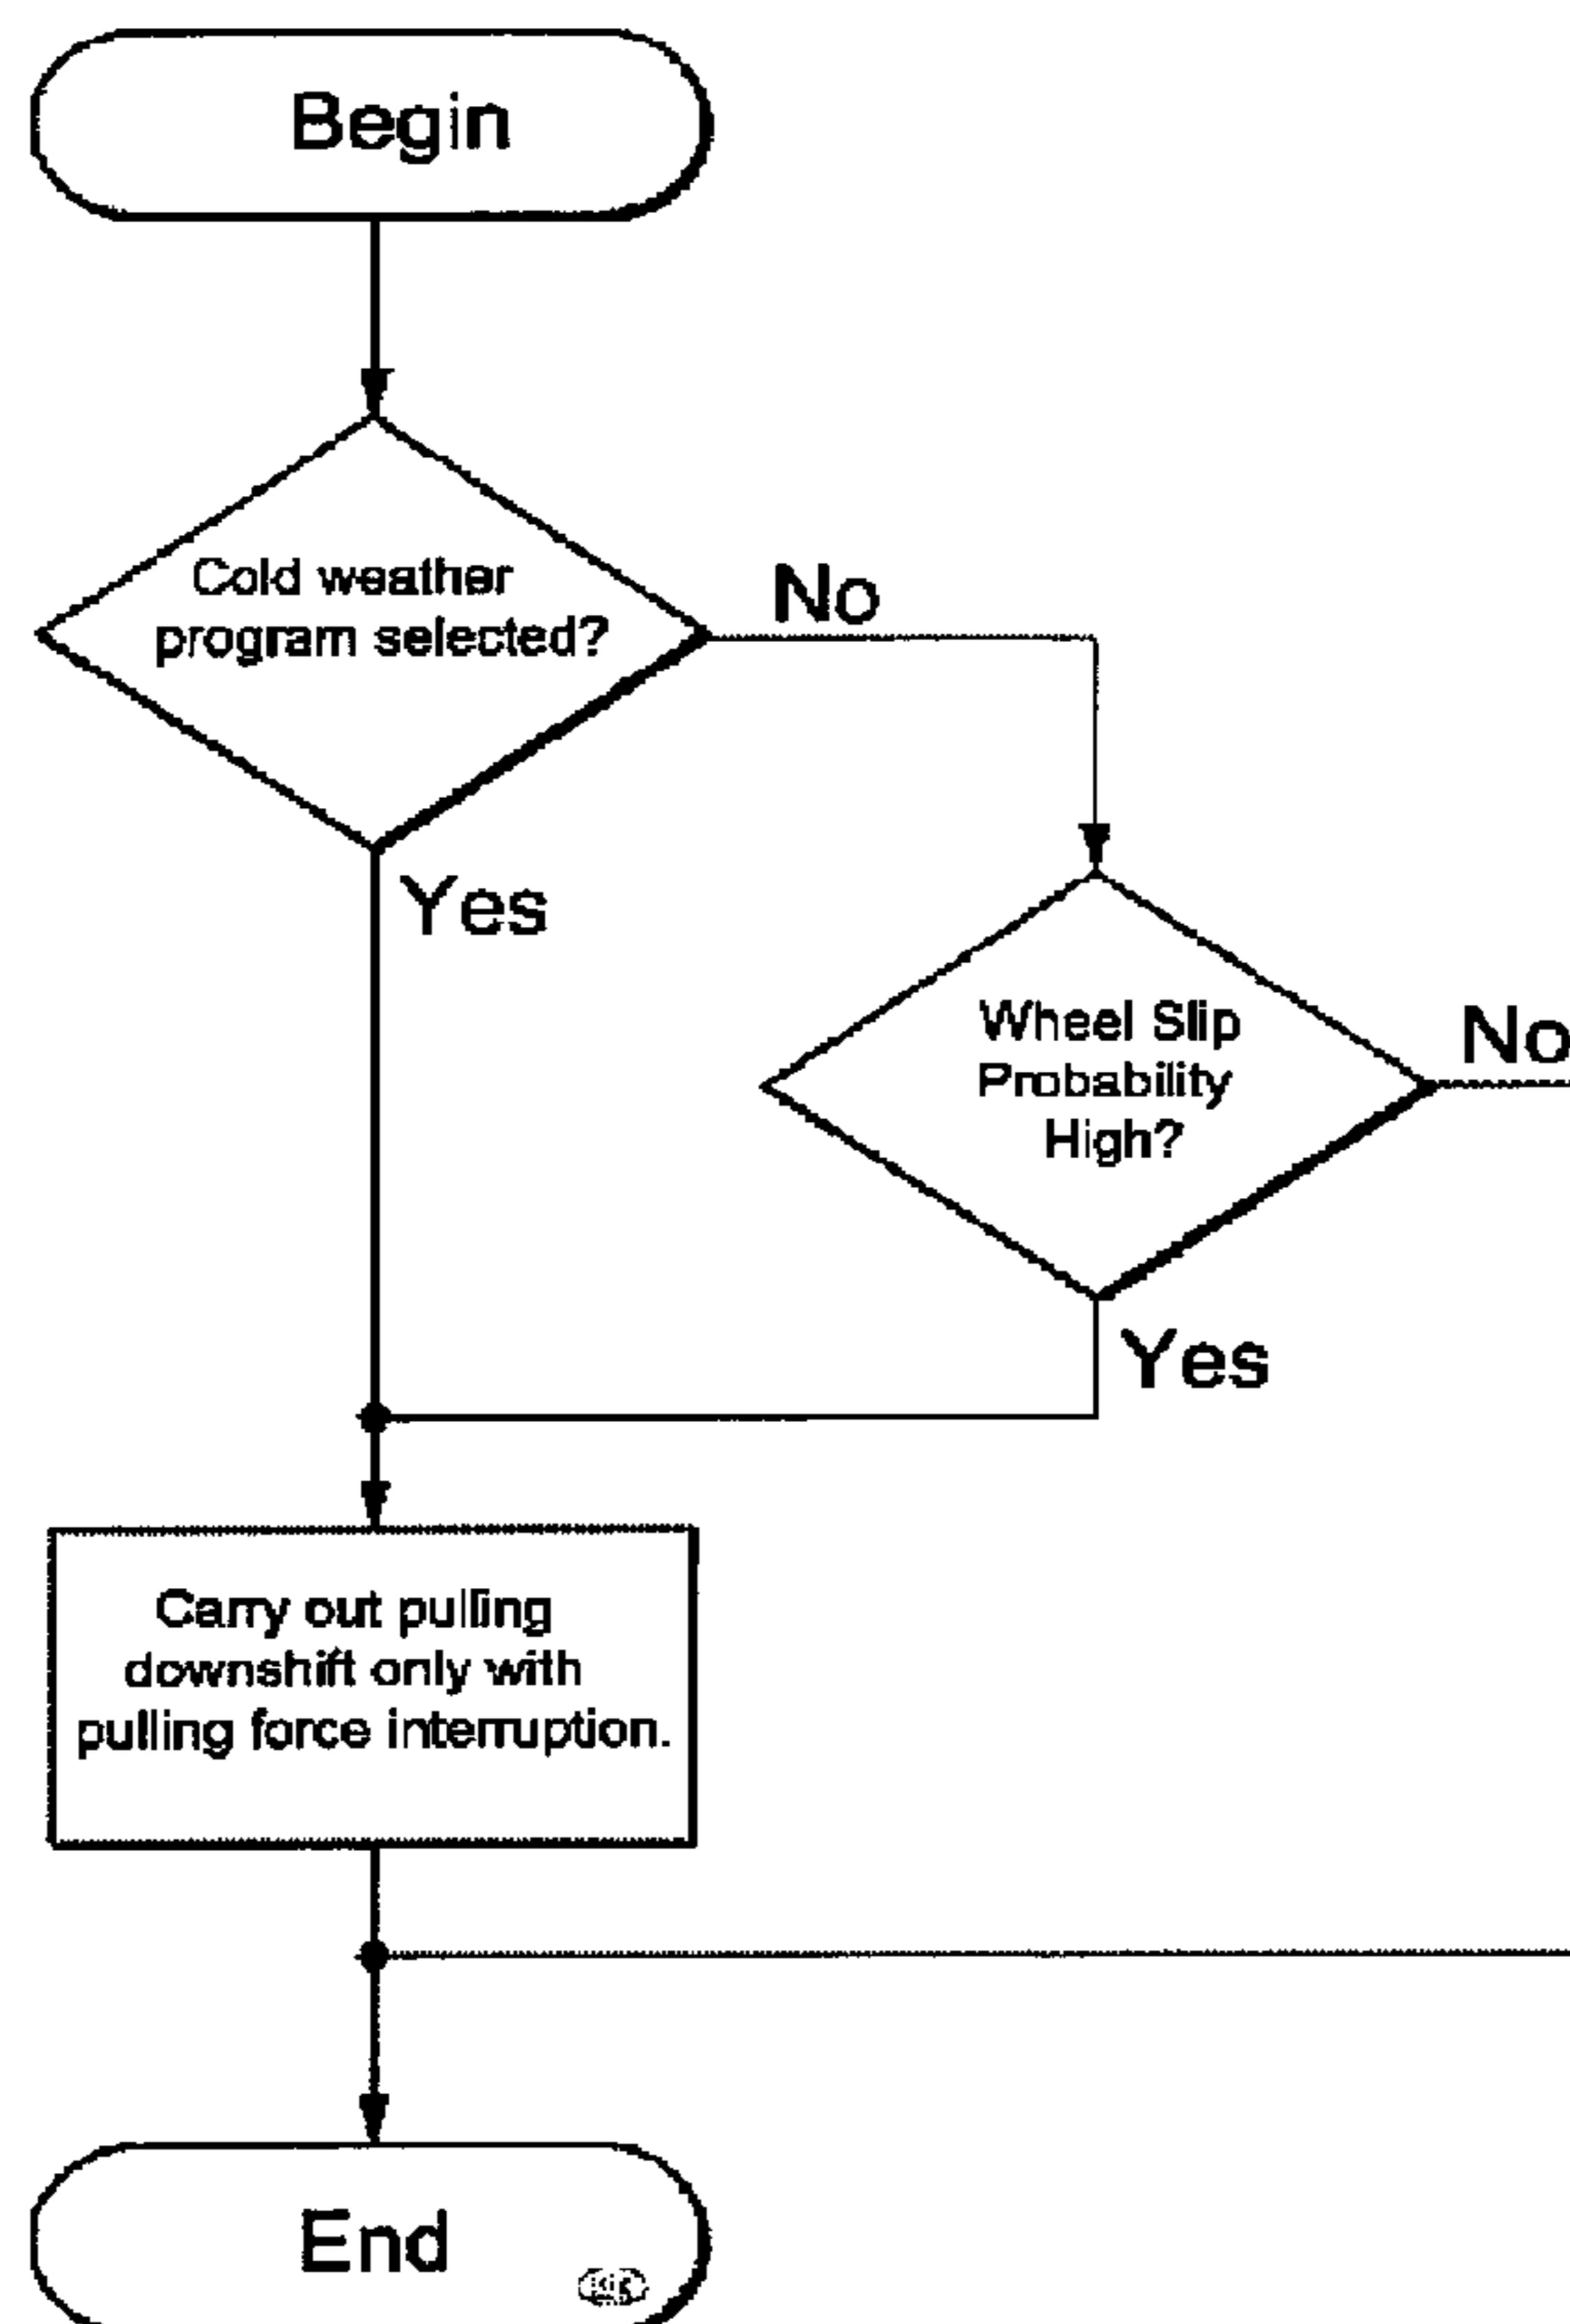 Begin
Cold weather
program selected?
No
Yes
Wheel Slip
Probability
High?
No
Yes
Carry out pulling
downshift only with
pulling force interruption.
End